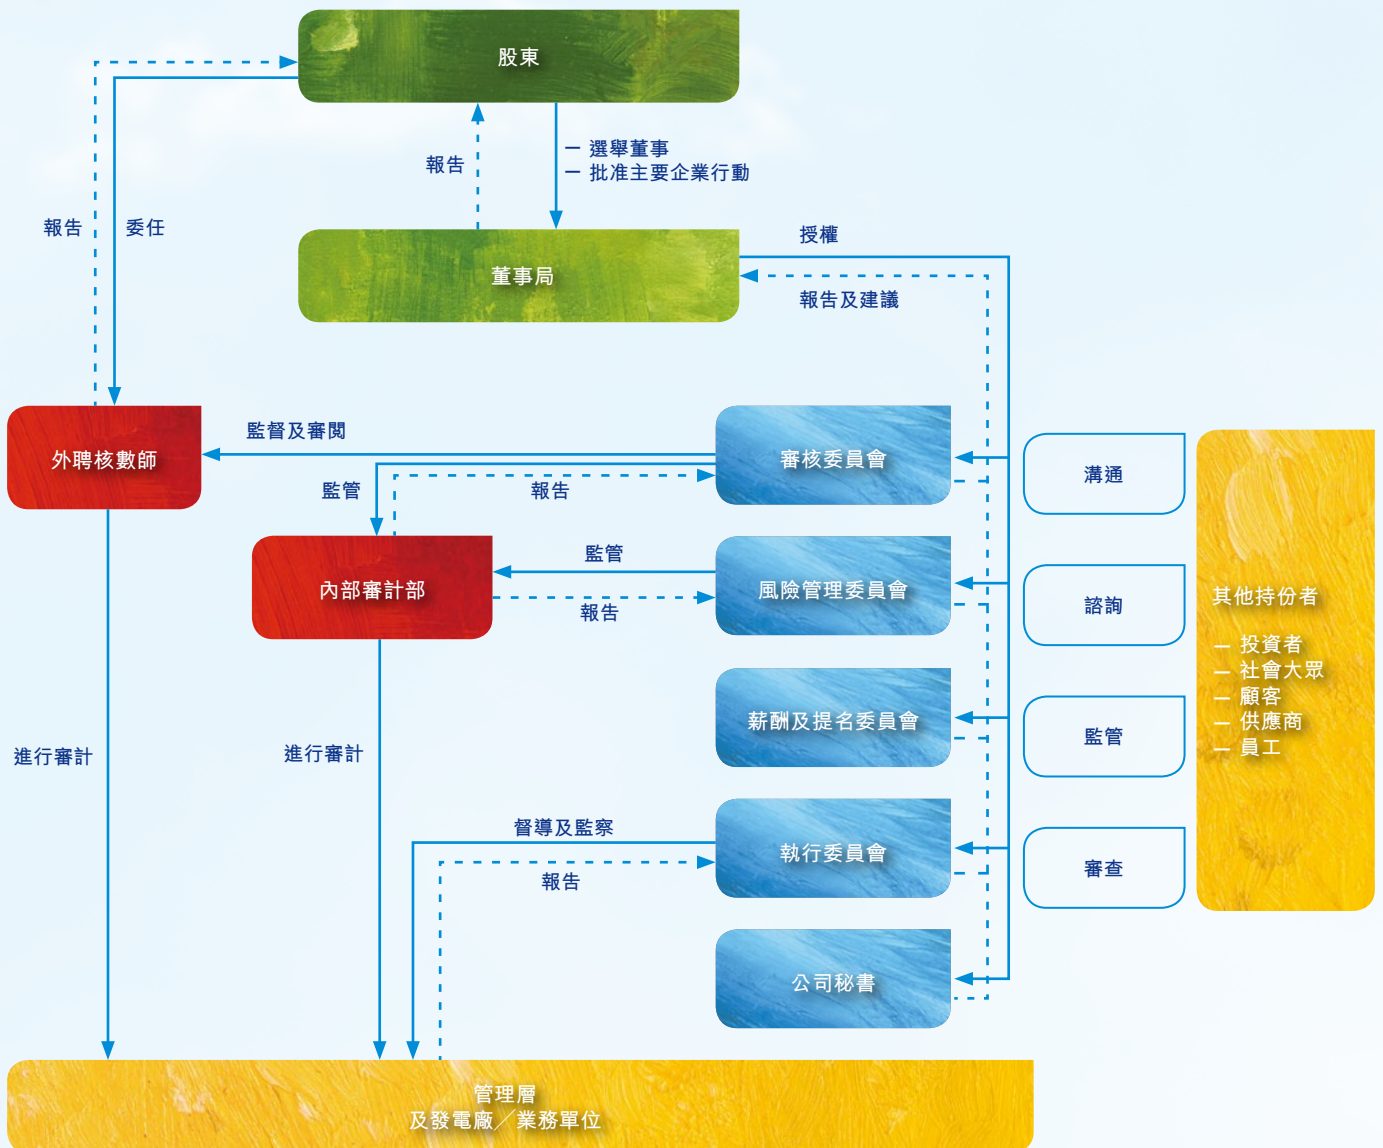 股東
報告
一 選舉董事
一 批准主要企業行動
報告
委任
董事局
授權
報告及建議
外聘核數師
監督及審閱
審核委員會
監管
報告
溝通
內部審計部
監管
報告
風險管理委員會
諮詢
其他持份者
— 投資者
— 社會大眾
— 顧客
— 供應商
— 員工
薪酬及提名委員會
監管
進行審計
進行審計
督導及監察
報告
執行委員會
審查
公司秘書
管理層
及發電廠／業務單位